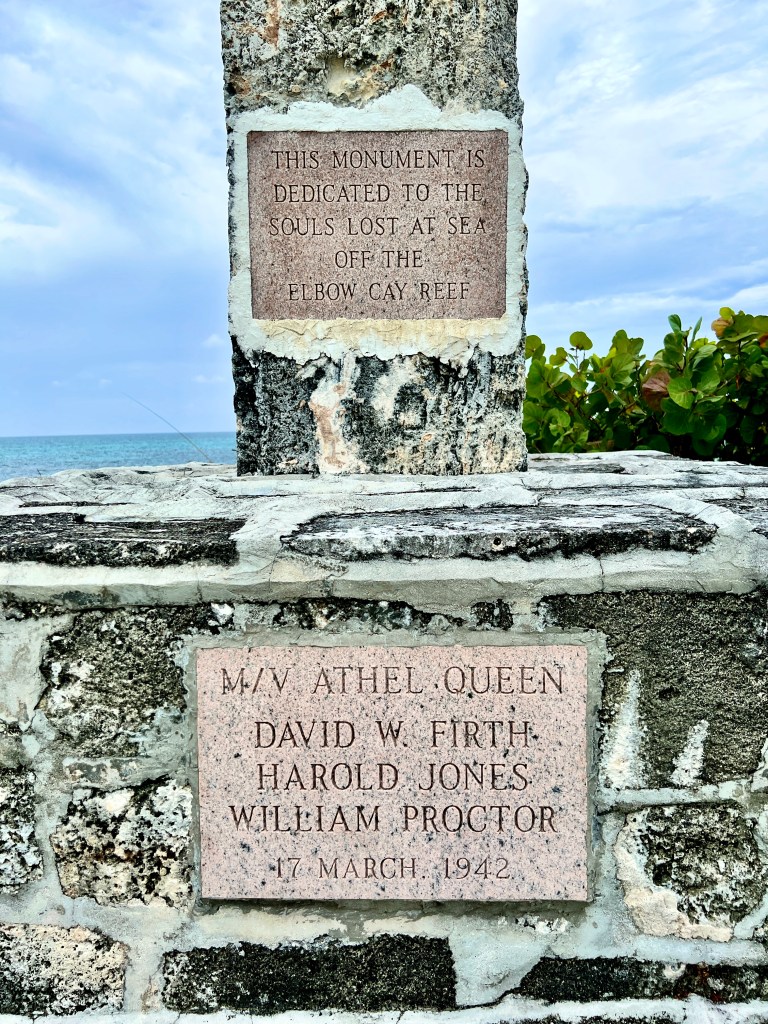 THIS MONUMENT IS
DEDICATED TO THE
SOULS LOST AT SEA
OFF THE
ELBOW CAY REEF
M/V ATHEL QUEEN
DAVID W. FIRTH
HAROLD JONES
WILLIAM PROCTOR
17 MARCH, 1942